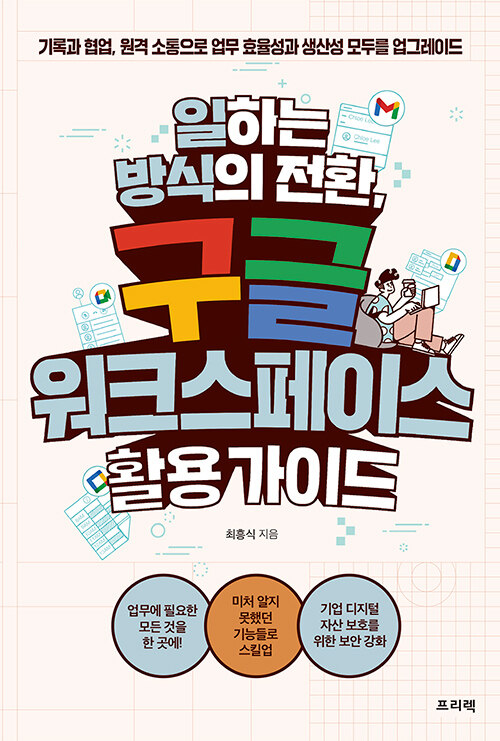 기록과 협업, 원격 소통으로 업무 효율성과 생산성 모두를 업그레이드
일하는
방식의 전환,
구글
워크스페이스
활용 가이드
최흥식 지음
업무에 필요한
모든 것을
한 곳에!
미처 알지
못했던
기능들로
스킬업
기업 디지털
자산 보호를
위한 보안 강화
프리렉